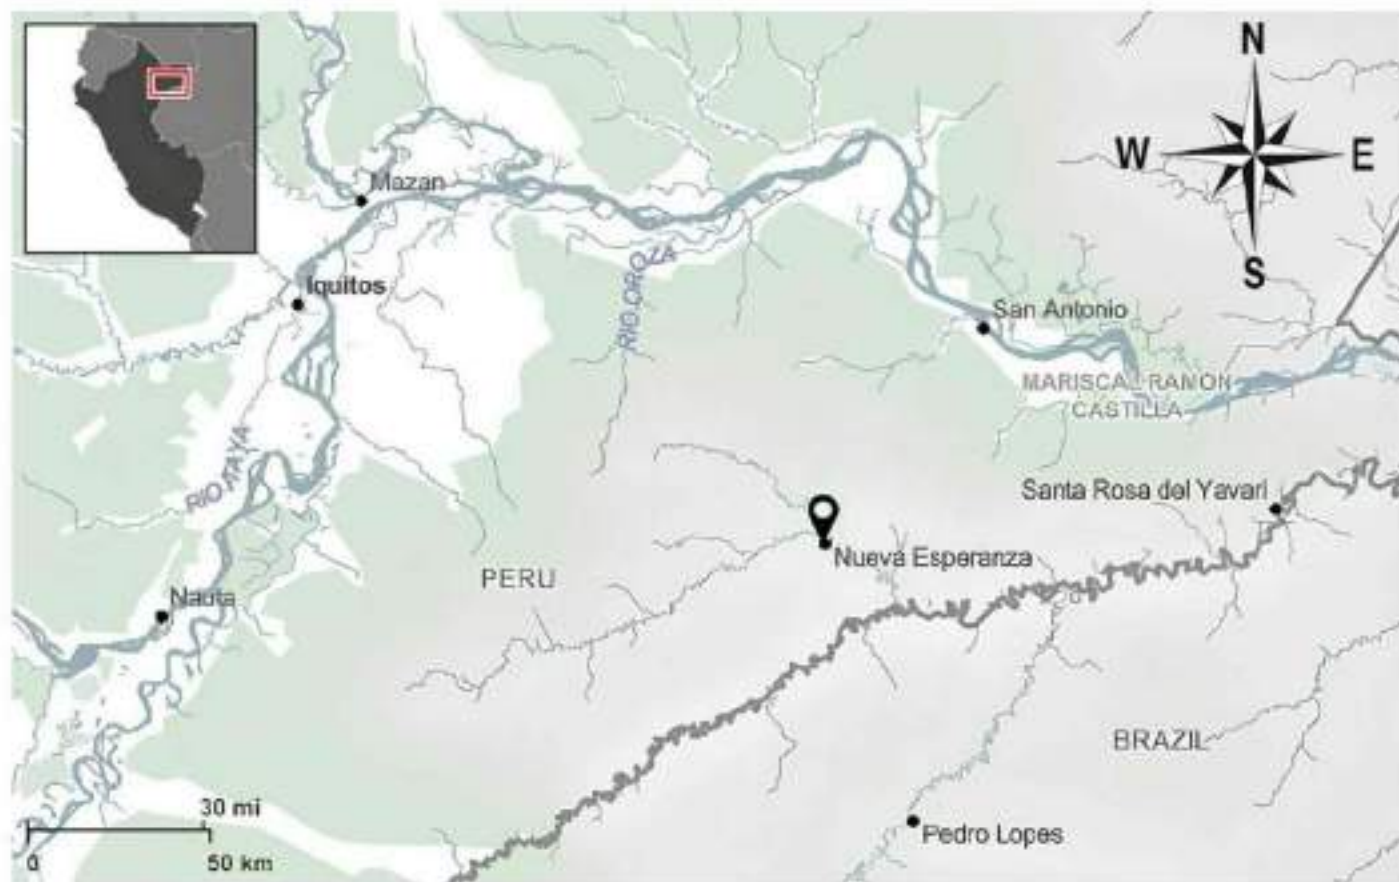 N
W
E
S
Mazan
Iquitos
RIO OROZA
San Antonio
MARISCAL RAMON
CASTILLA
RIO ITAYA
Santa Rosa del Yavari
Nueva Esperanza
PERU
Nauta
BRAZIL
30 mi
0
50 km
Pedro Lopes